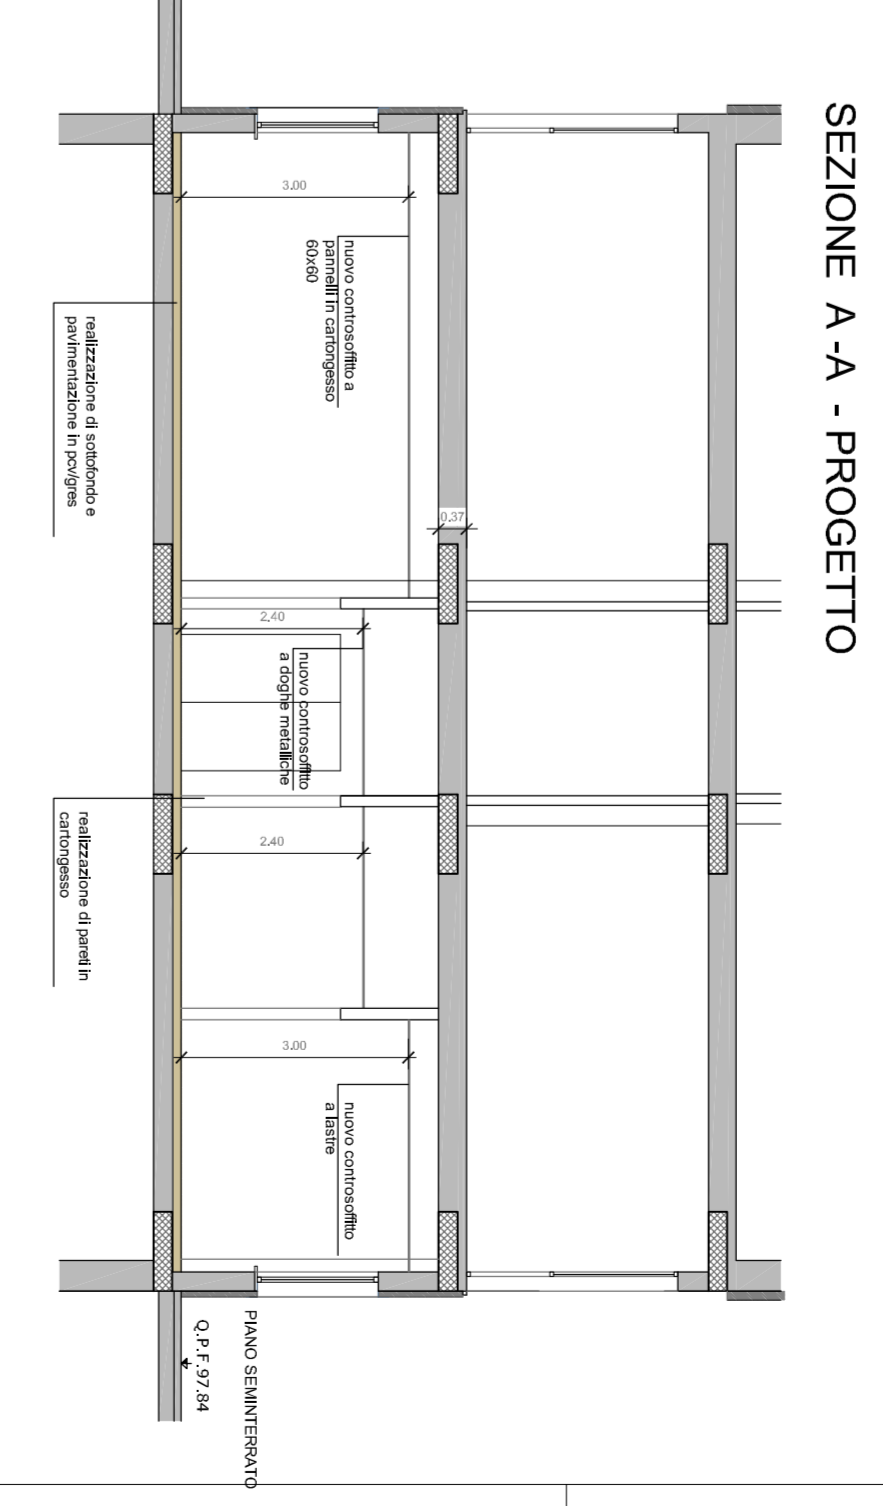 SEZIONE A-A - PROGETTO
3.00
nuovo controsoffitto a
pannelli in cartongesso
60x60
realizzazione di sottofondo e
pavimentazione in pcv/gres
0.37
2.40
nuovo controsoffitto
a doghe metalliche
2.40
realizzazione di pareti in
cartongesso
3.00
nuovo controsoffitto
a lastre
PIANO SEMINTERRATO
Q.P.F.97.84